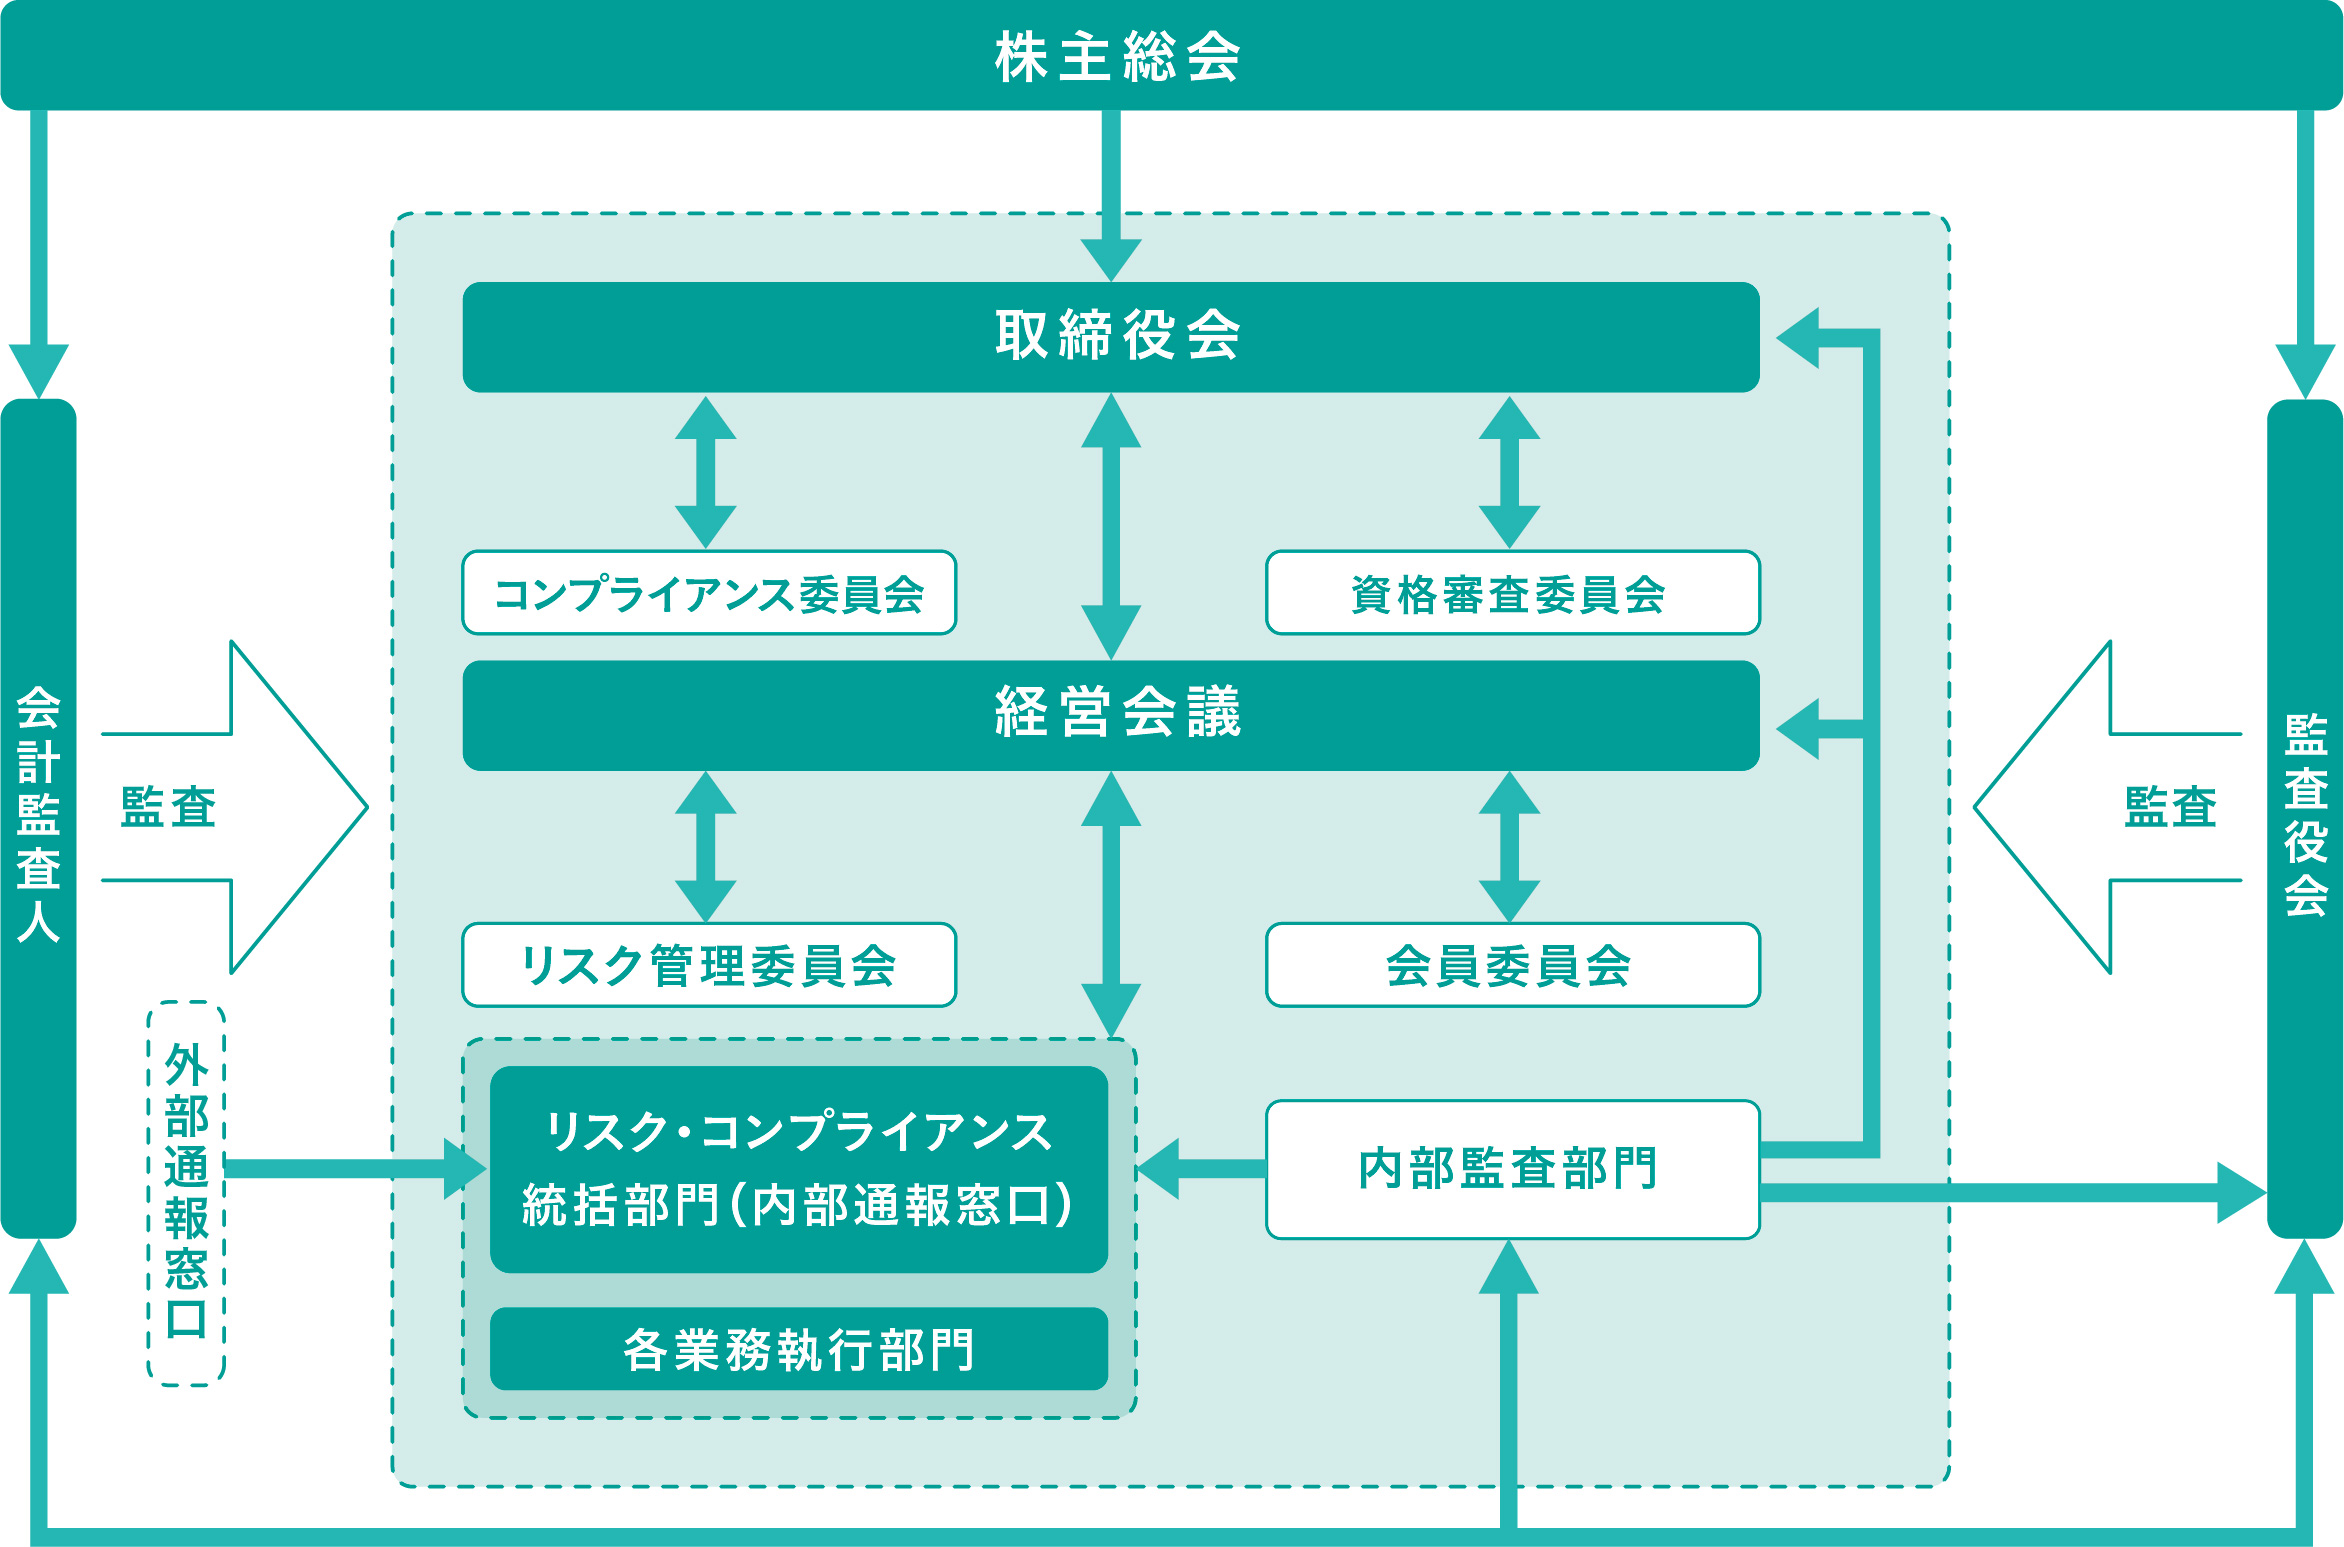 株主総会
取締役会
コンプライアンス委員会
資格審査委員会
経営会議
会計監査人
監査
監査
監査役会
リスク管理委員会
会員委員会
外部通報窓口
リスク・コンプライアンス
統括部門（内部通報窓口）
内部監査部門
各業務執行部門